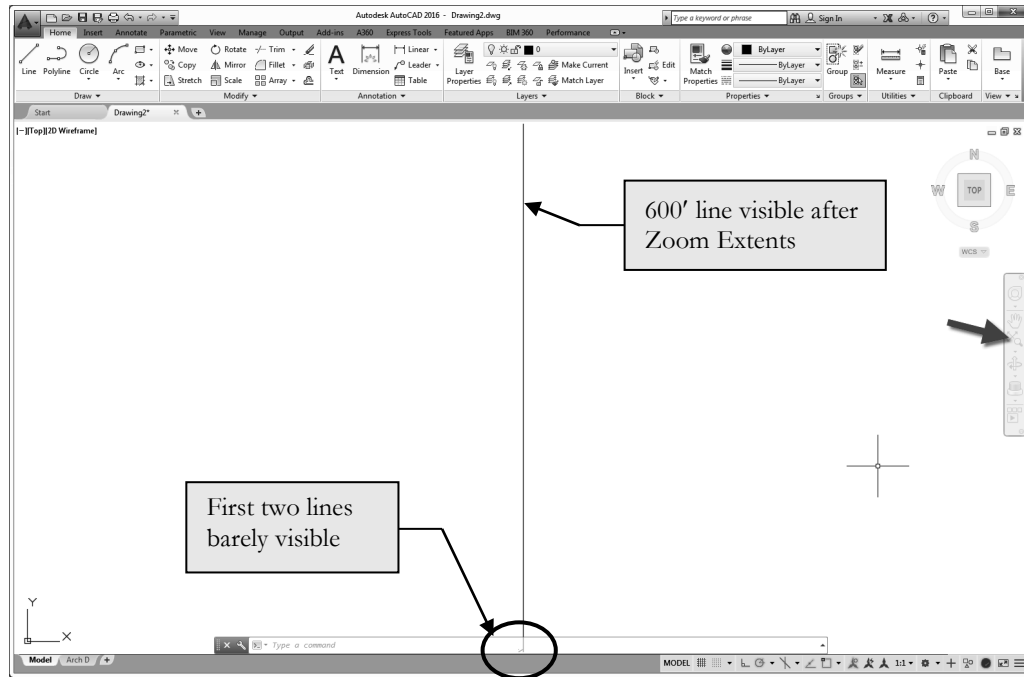 Autodesk AutoCAD 2016 - Drawing2.dwg
Type a keyword or phrase
Sign In
Home Insert Annotate Parametric View Manage Output Add-ins A360 Express Tools Featured Apps BIM 360 Performance
Line Polyline Circle Arc
Draw
Move Rotate Trim
Copy Mirror Fillet
Stretch Scale Array
Modify
A
Text Dimension
Linear
Leader
Table
Annotation
Layer Properties
0
Make Current
Match Layer
Layers
Insert
Edit
Block
Match Properties
ByLayer
ByLayer
ByLayer
Properties
Group
Groups
Measure
Utilities
Paste
Clipboard
Base
View
Start Drawing2* +
[−][Top][2D Wireframe]
N
W TOP E
S
WCS
600′ line visible after
Zoom Extents
First two lines
barely visible
Y
X
Type a command
Model Arch D +
MODEL 1:1